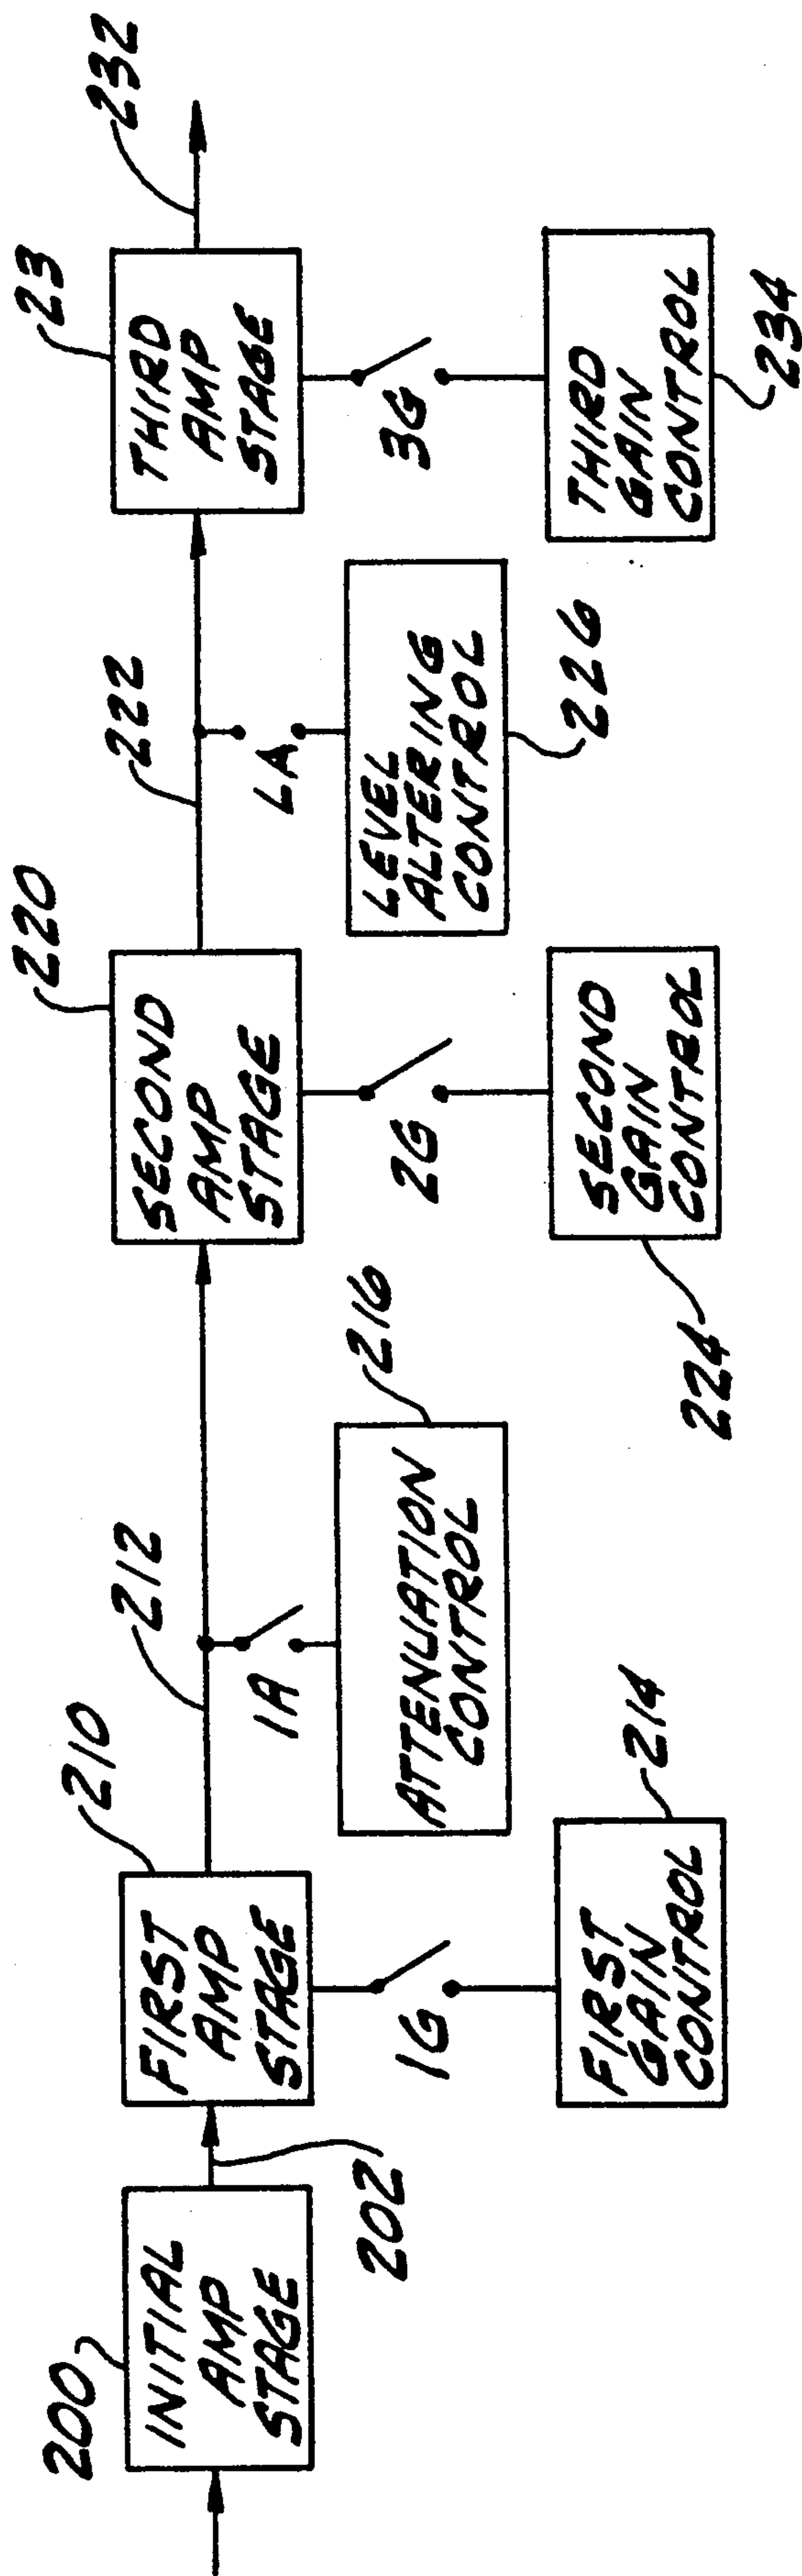 200
INITIAL
AMP
STAGE
202
210
FIRST
AMP
STAGE
1G
FIRST
GAIN
CONTROL
214
212
1A
ATTENUATION
CONTROL
216
220
SECOND
AMP
STAGE
2G
SECOND
GAIN
CONTROL
224
222
LA
LEVEL
ALTERING
CONTROL
226
23
THIRD
AMP
STAGE
3G
THIRD
GAIN
CONTROL
234
232